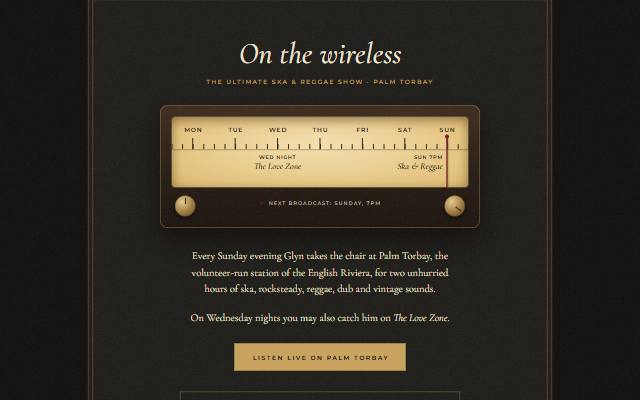 On the wireless
THE ULTIMATE SKA & REGGAE SHOW · PALM TORBAY
MON TUE WED THU FRI SAT SUN
WED NIGHT SUN 7PM
The Love Zone Ska & Reggae
NEXT BROADCAST: SUNDAY, 7PM
Every Sunday evening Glyn takes the chair at Palm Torbay, the
volunteer-run station of the English Riviera, for two unhurried
hours of ska, rocksteady, reggae, dub and vintage sounds.
On Wednesday nights you may also catch him on The Love Zone.
LISTEN LIVE ON PALM TORBAY